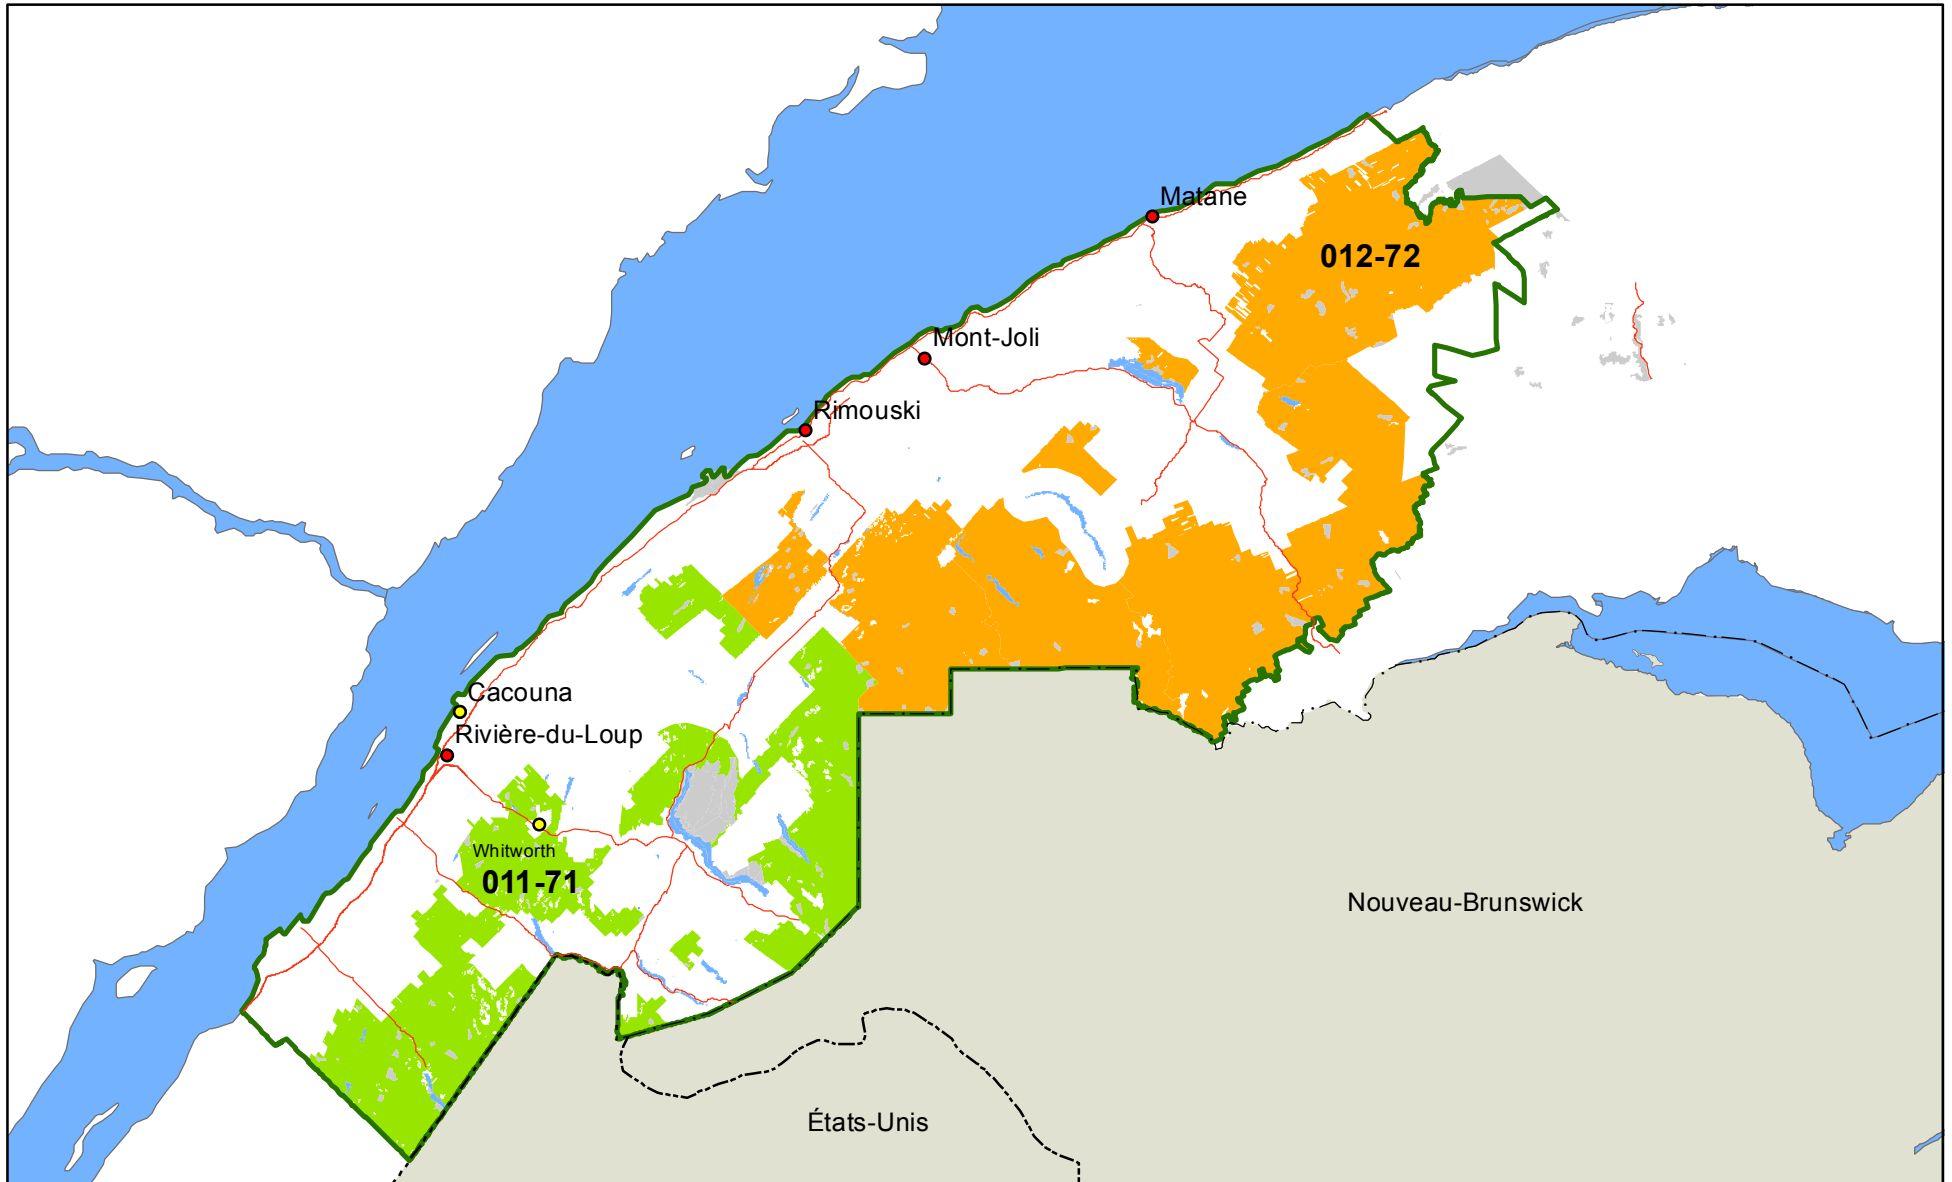 Matane
012-72
Mont-Joli
Rimouski
Cacouna
Rivière-du-Loup
Whitworth
011-71
Nouveau-Brunswick
États-Unis